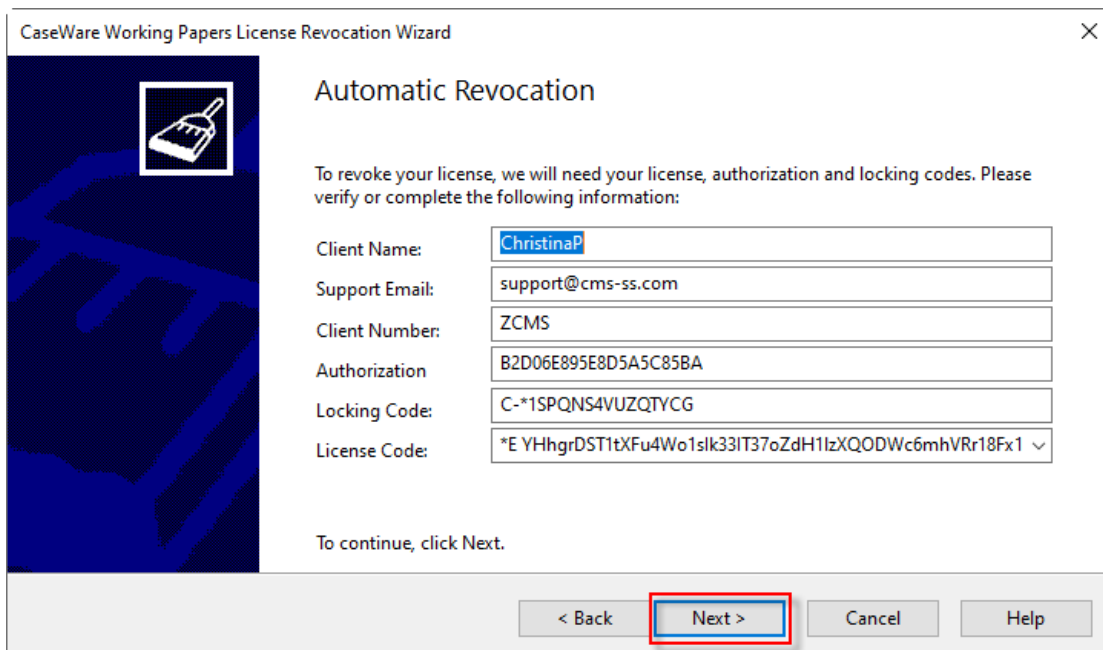 CaseWare Working Papers License Revocation Wizard
Automatic Revocation
To revoke your license, we will need your license, authorization and locking codes. Please
verify or complete the following information:
Client Name: ChristinaP
Support Email: support@cms-ss.com
Client Number: ZCMS
Authorization B2D06E895E8D5A5C85BA
Locking Code: C-*1SPQNS4VUZQTYCG
License Code: *E YHhgrDST1tXFu4Wo1slk33IT37oZdH1IzXQODWc6mhVRr18Fx1
To continue, click Next.
< Back Next > Cancel Help